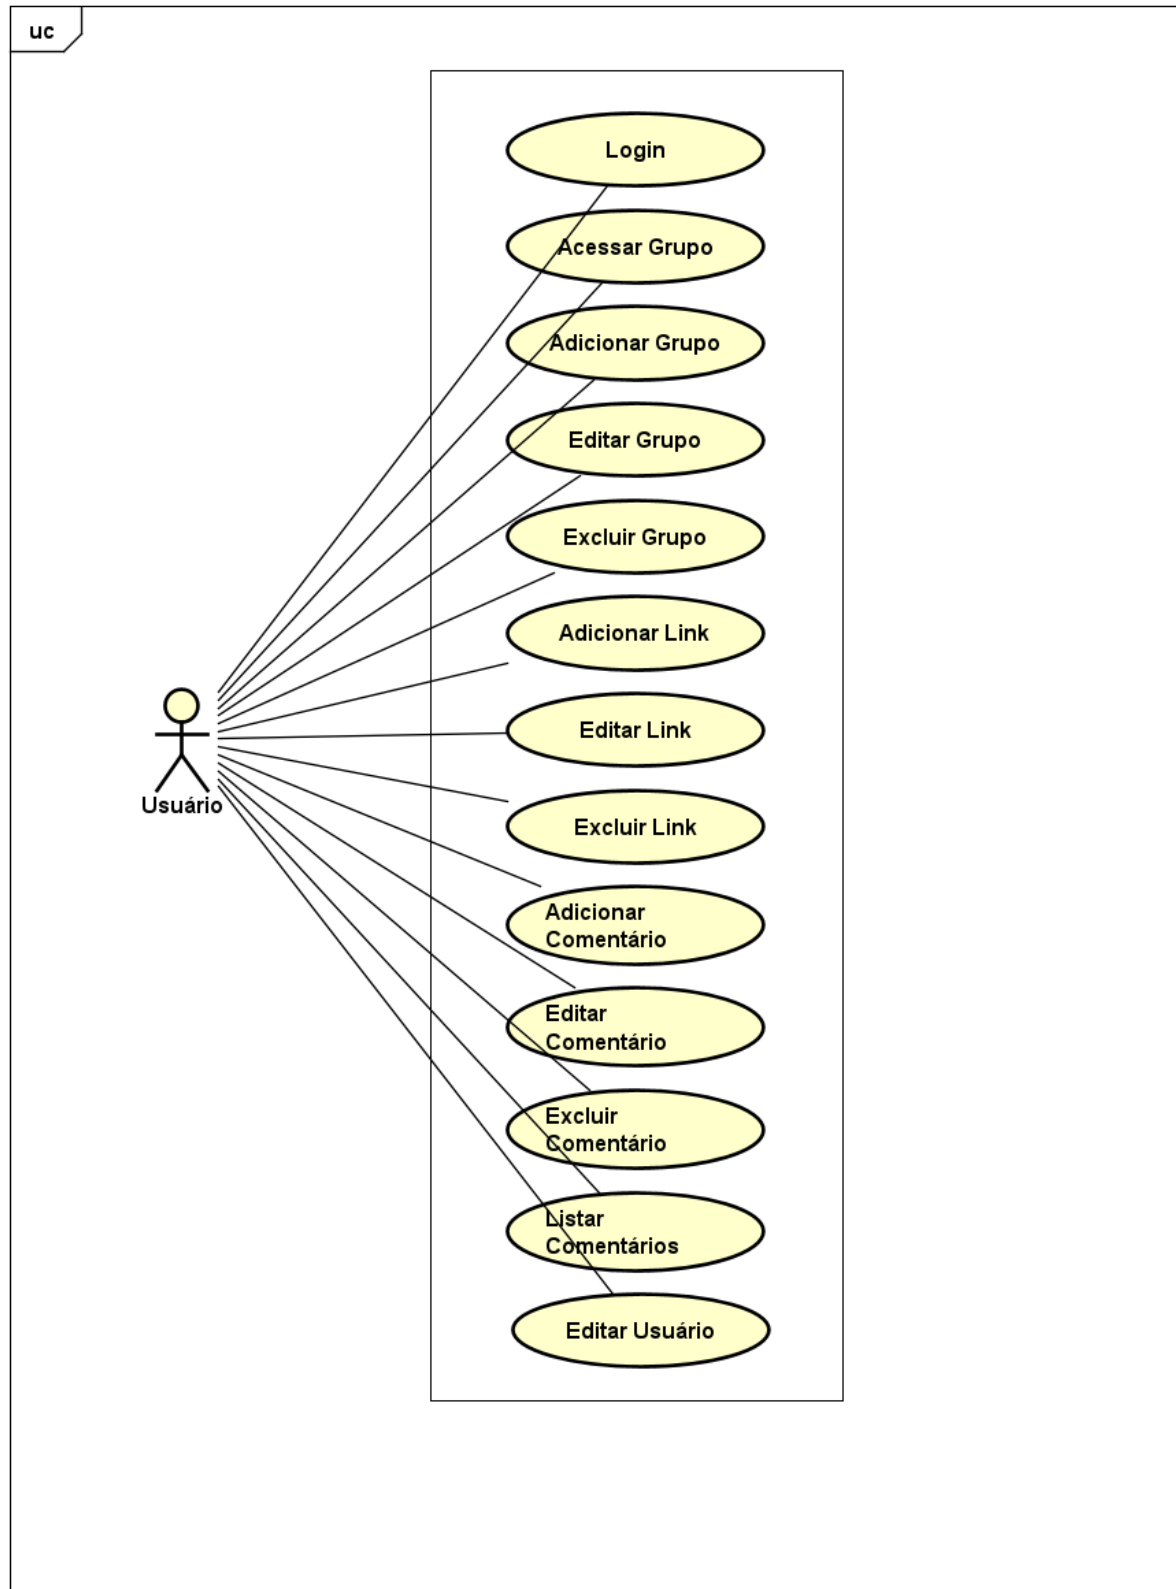 uc
Login
Acessar Grupo
Adicionar Grupo
Editar Grupo
Excluir Grupo
Adicionar Link
Editar Link
Usuário
Excluir Link
Adicionar
Comentário
Editar
Comentário
Excluir
Comentário
Listar
Comentários
Editar Usuário